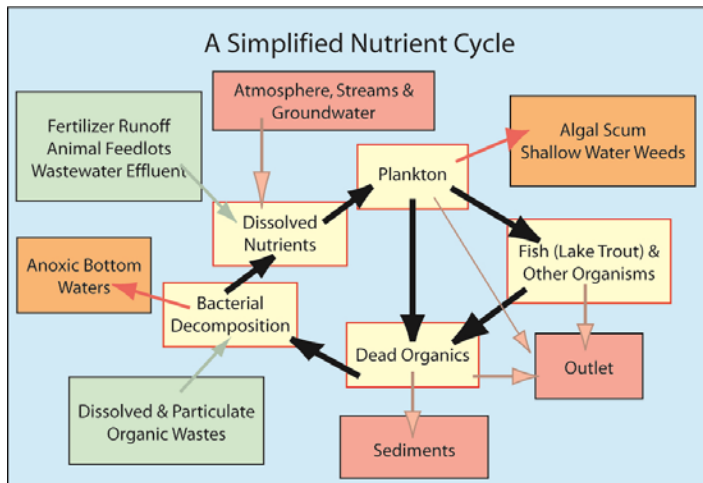 A Simplified Nutrient Cycle
Atmosphere, Streams &
Groundwater
Fertilizer Runoff
Animal Feedlots
Wastewater Effluent
Algal Scum
Shallow Water Weeds
Plankton
Dissolved
Nutrients
Fish (Lake Trout) &
Other Organisms
Anoxic Bottom
Waters
Bacterial
Decomposition
Dead Organics
Outlet
Dissolved & Particulate
Organic Wastes
Sediments